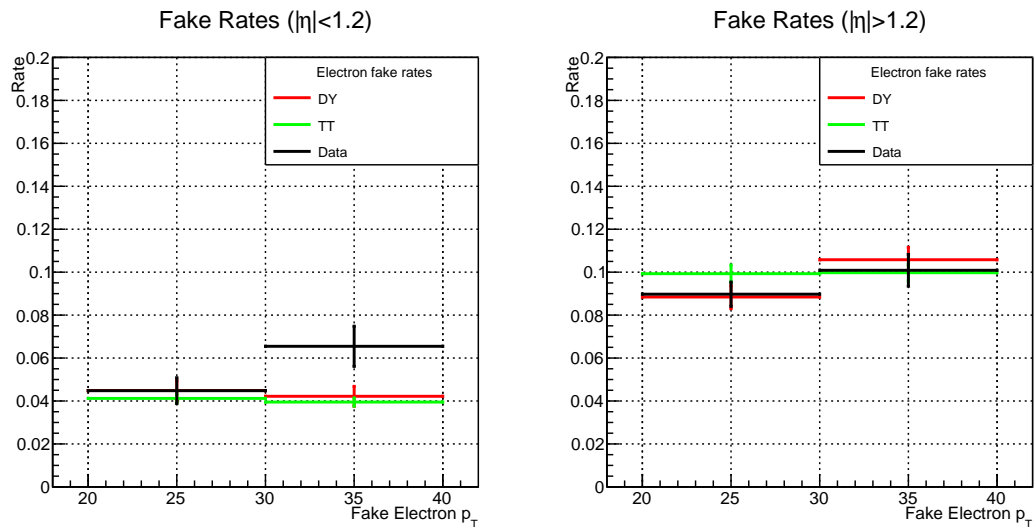 Fake Rates (|η|<1.2)
Rate
0.2
0.18
0.16
0.14
0.12
0.1
0.08
0.06
0.04
0.02
0
Electron fake rates
DY
TT
Data
20 25 30 35 40
Fake Electron p_T
Fake Rates (|η|>1.2)
Rate
0.2
0.18
0.16
0.14
0.12
0.1
0.08
0.06
0.04
0.02
0
Electron fake rates
DY
TT
Data
20 25 30 35 40
Fake Electron p_T